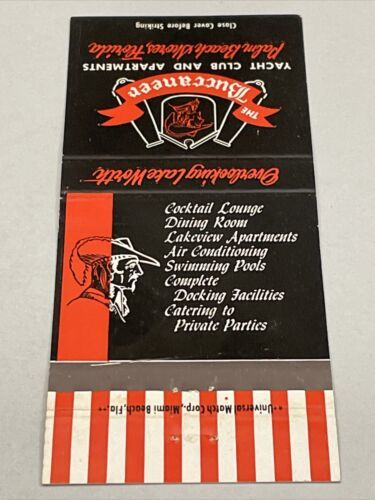 Close Cover Before Striking
Palm Beach Shores, Florida
YACHT CLUB AND APARTMENTS
THE Buccaneer
Overlooking Lake Worth
Cocktail Lounge
Dining Room
Lakeview Apartments
Air Conditioning
Swimming Pools
Complete
Docking Facilities
Catering to
Private Parties
**Universal Match Corp., Miami Beach, Fla.**